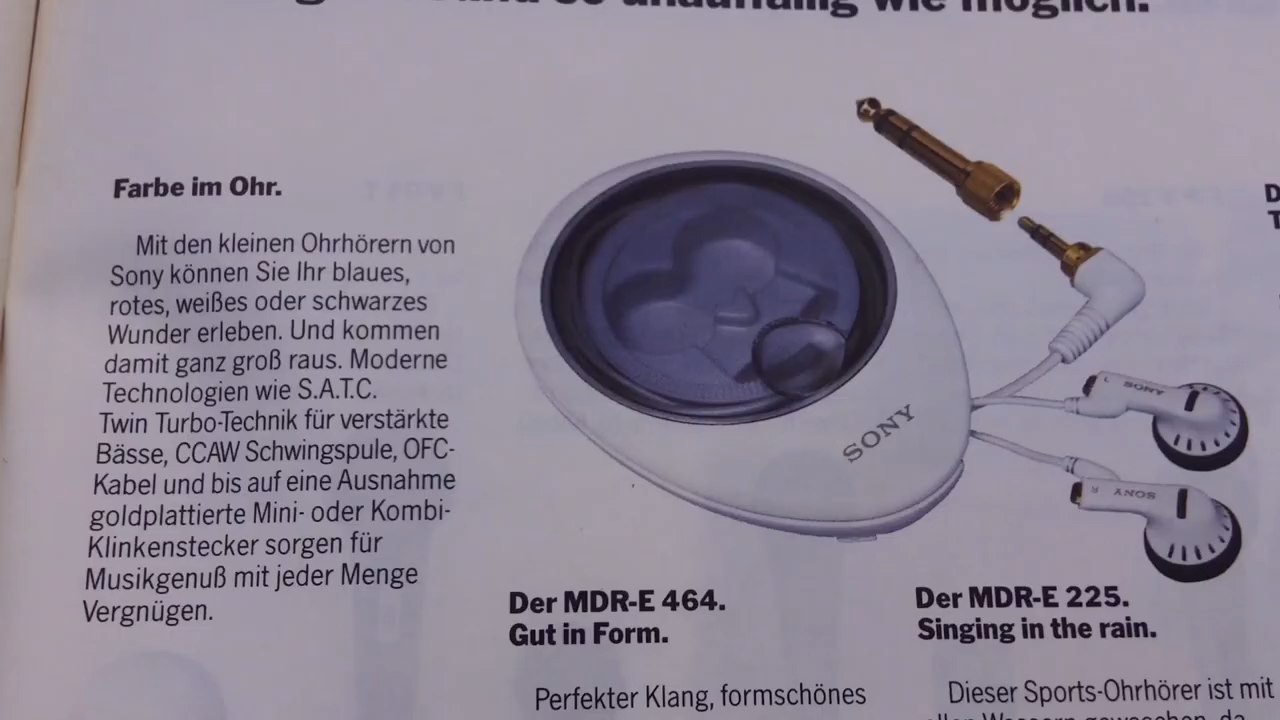 unauffällig wie möglich.
Farbe im Ohr.
Mit den kleinen Ohrhörern von
Sony können Sie Ihr blaues,
rotes, weißes oder schwarzes
Wunder erleben. Und kommen
damit ganz groß raus. Moderne
Technologien wie S.A.T.C.
Twin Turbo-Technik für verstärkte
Bässe, CCAW Schwingspule, OFC-
Kabel und bis auf eine Ausnahme
goldplattierte Mini- oder Kombi-
Klinkenstecker sorgen für
Musikgenuß mit jeder Menge
Vergnügen.
SONY
L SONY
R SONY
Der MDR-E 464.
Gut in Form.
Perfekter Klang, formschönes
Der MDR-E 225.
Singing in the rain.
Dieser Sports-Ohrhörer ist mit
D
T